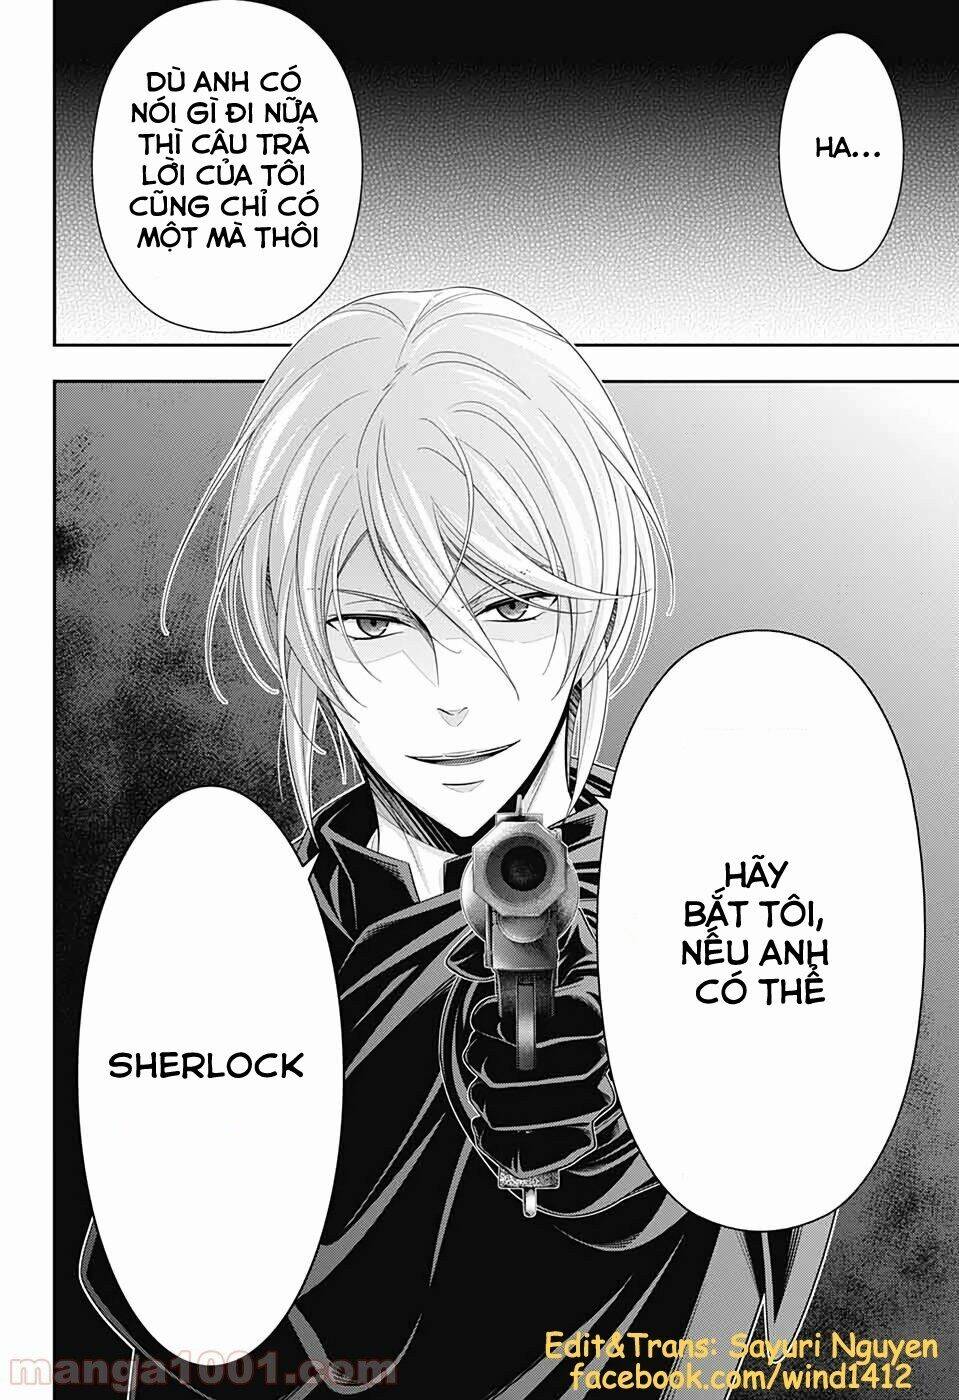 HA...
DÙ ANH CÓ
NÓI GÌ ĐI NỮA
THÌ CÂU TRẢ
LỜI CỦA TÔI
CŨNG CHỈ CÓ
MỘT MÀ THÔI
HÃY
BẮT TÔI,
NẾU ANH
CÓ THỂ
SHERLOCK
Edit&Trans: Sayuri Nguyen
facebook.com/wind1412
manga1001.com